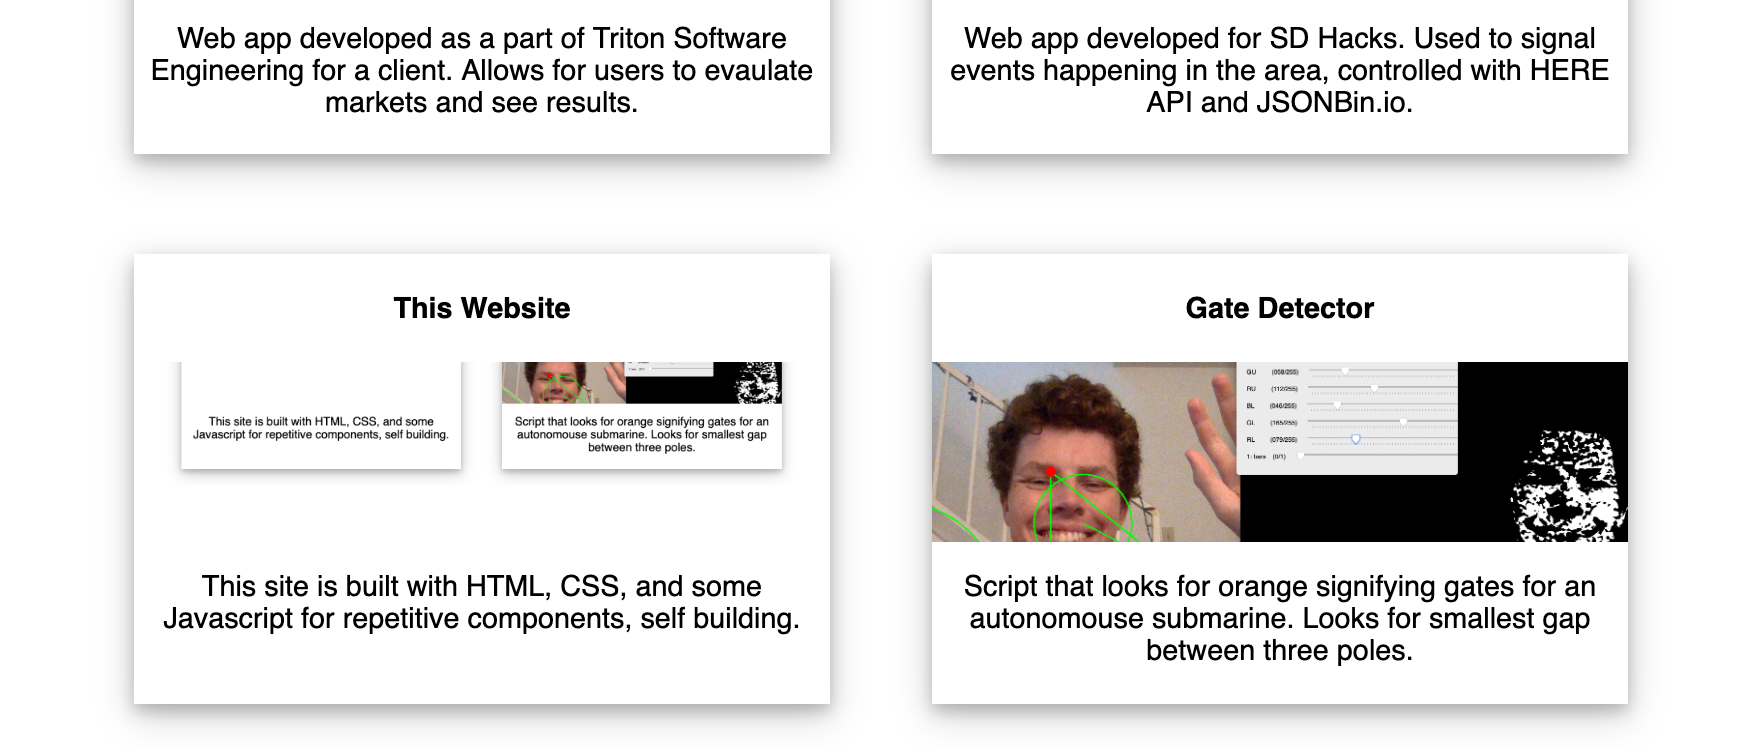 Web app developed as a part of Triton Software
Engineering for a client. Allows for users to evaulate
markets and see results.
Web app developed for SD Hacks. Used to signal
events happening in the area, controlled with HERE
API and JSONBin.io.
This Website
This site is built with HTML, CSS, and some
Javascript for repetitive components, self building.
Script that looks for orange signifying gates for an
autonomouse submarine. Looks for smallest gap
between three poles.
This site is built with HTML, CSS, and some
Javascript for repetitive components, self building.
Gate Detector
GU (058/255)
RU (112/255)
BL (046/255)
GL (165/255)
RL (079/255)
(0/1)
Script that looks for orange signifying gates for an
autonomouse submarine. Looks for smallest gap
between three poles.